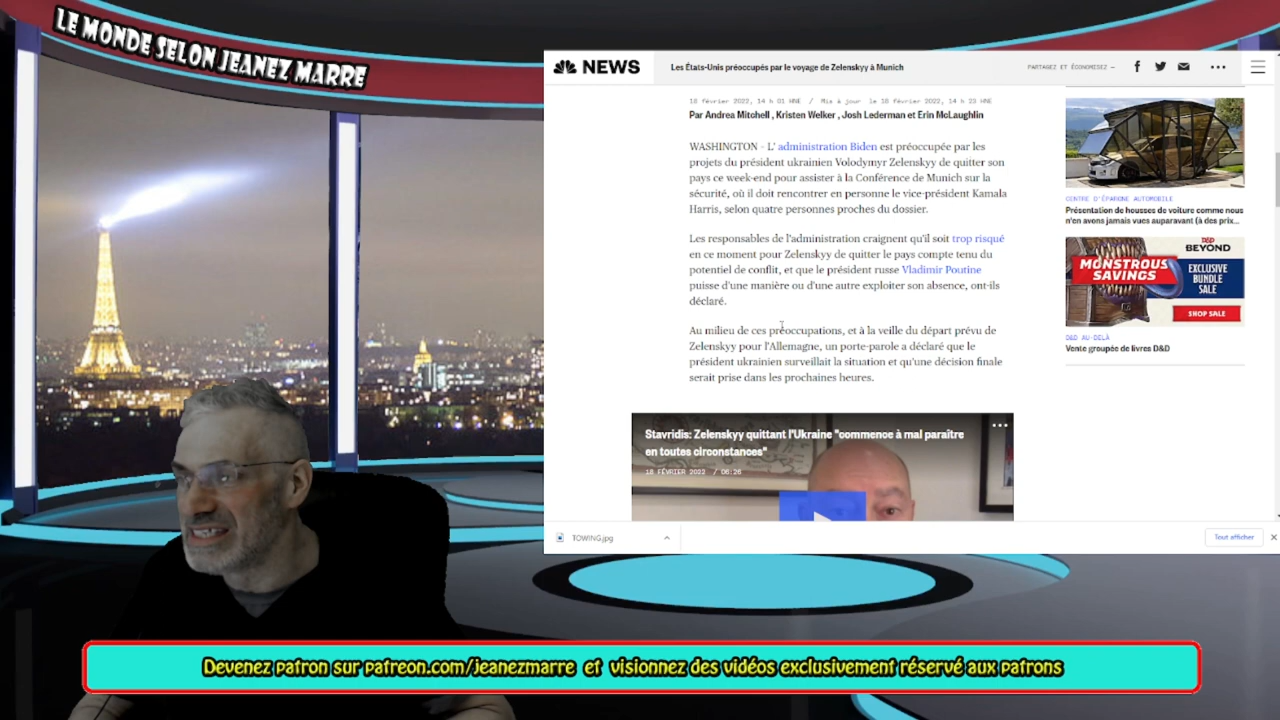 LE MONDE SELON JEANEZ MARRE
NEWS
Les États-Unis préoccupés par le voyage de Zelenskyy à Munich
PARTAGEZ ET ÉCONOMISEZ —
18 février 2022, 14 h 01 HNE / Mis à jour le 18 février 2022, 14 h 23 HNE
Par Andrea Mitchell , Kristen Welker , Josh Lederman et Erin McLaughlin
WASHINGTON - L' administration Biden est préoccupée par les
projets du président ukrainien Volodymyr Zelenskyy de quitter son
pays ce week-end pour assister à la Conférence de Munich sur la
sécurité, où il doit rencontrer en personne le vice-président Kamala
Harris, selon quatre personnes proches du dossier.
Les responsables de l'administration craignent qu'il soit trop risqué
en ce moment pour Zelenskyy de quitter le pays compte tenu du
potentiel de conflit, et que le président russe Vladimir Poutine
puisse d'une manière ou d'une autre exploiter son absence, ont-ils
déclaré.
Au milieu de ces préoccupations, et à la veille du départ prévu de
Zelenskyy pour l'Allemagne, un porte-parole a déclaré que le
président ukrainien surveillait la situation et qu'une décision finale
serait prise dans les prochaines heures.
Stavridis: Zelenskyy quittant l'Ukraine "commence à mal paraître
en toutes circonstances"
18 FÉVRIER 2022 / 06:26
CENTRE D'ÉPARGNE AUTOMOBILE
Présentation de housses de voiture comme nous
n'en avons jamais vues auparavant (à des prix...
D&D
BEYOND
MONSTROUS
SAVINGS
EXCLUSIVE
BUNDLE
SALE
SHOP SALE
D&D AU-DELÀ
Vente groupée de livres D&D
TOWING.jpg
Tout afficher
Devenez patron sur patreon.com/jeanezmarre et visionnez des vidéos exclusivement réservé aux patrons